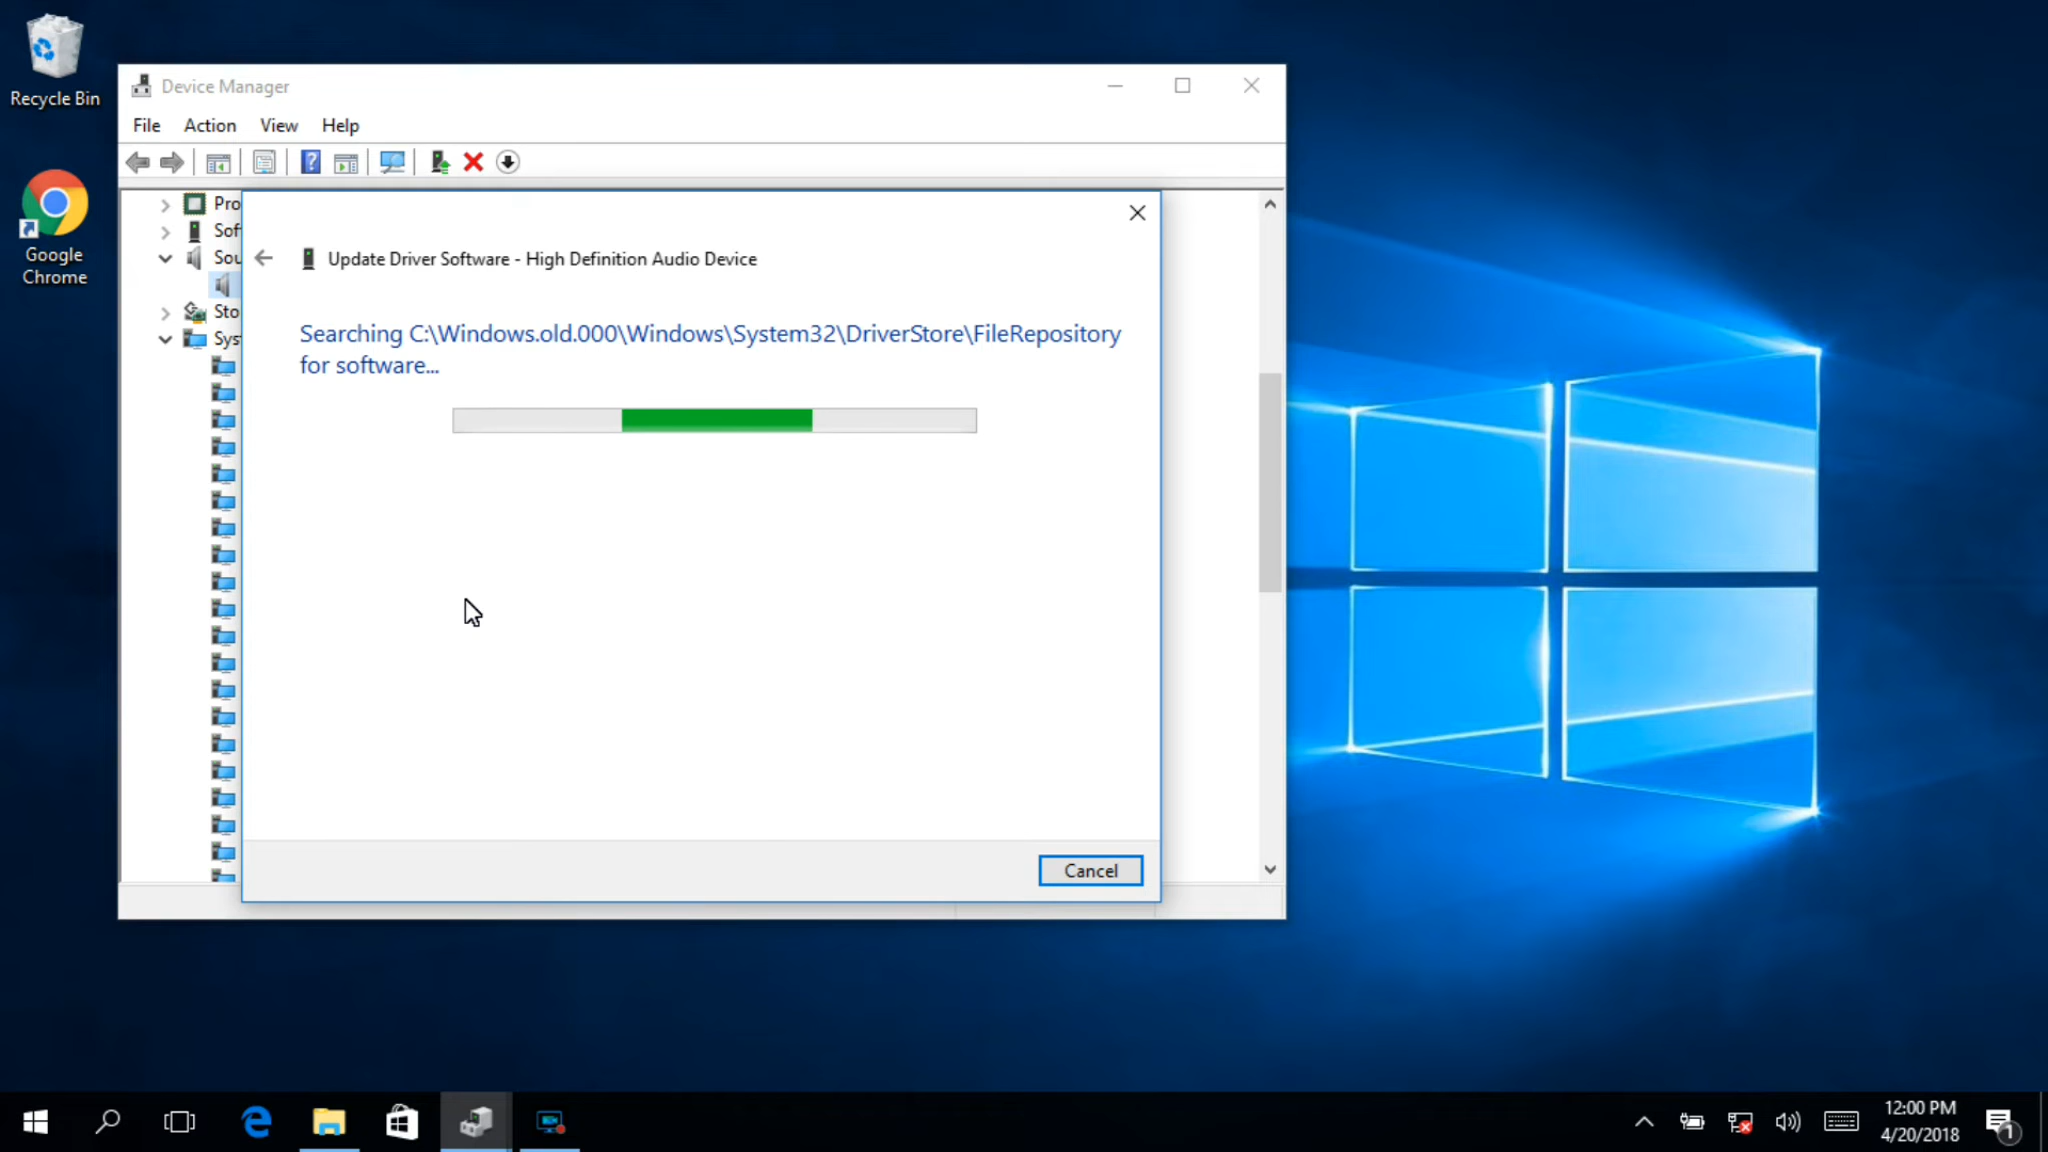 Recycle Bin
Google
Chrome
Device Manager
File Action View Help
Pro
Sof
Sou
Sto
Sys
Update Driver Software - High Definition Audio Device
Searching C:\Windows.old.000\Windows\System32\DriverStore\FileRepository
for software...
Cancel
12:00 PM
4/20/2018
1